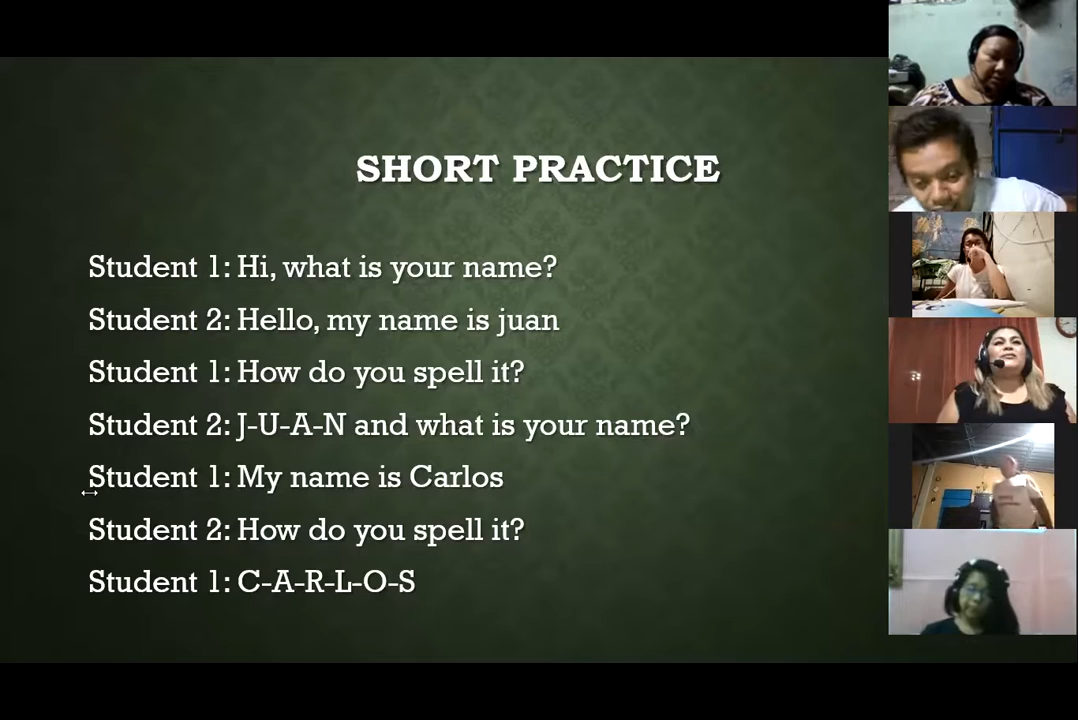 SHORT PRACTICE
Student 1: Hi, what is your name?
Student 2: Hello, my name is juan
Student 1: How do you spell it?
Student 2: J-U-A-N and what is your name?
Student 1: My name is Carlos
Student 2: How do you spell it?
Student 1: C-A-R-L-O-S